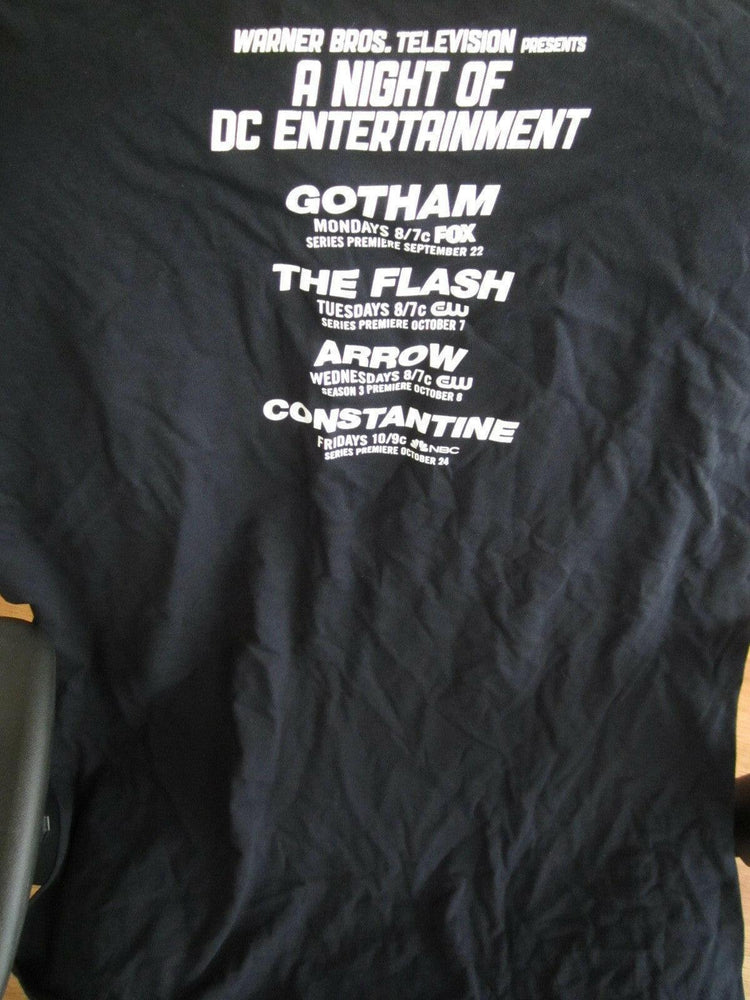 WARNER BROS. TELEVISION PRESENTS
A NIGHT OF
DC ENTERTAINMENT
GOTHAM
MONDAYS 8/7c FOX
SERIES PREMIERE SEPTEMBER 22
THE FLASH
TUESDAYS 8/7c CW
SERIES PREMIERE OCTOBER 7
ARROW
WEDNESDAYS 8/7c CW
SEASON 3 PREMIERE OCTOBER 8
CONSTANTINE
FRIDAYS 10/9c NBC
SERIES PREMIERE OCTOBER 24